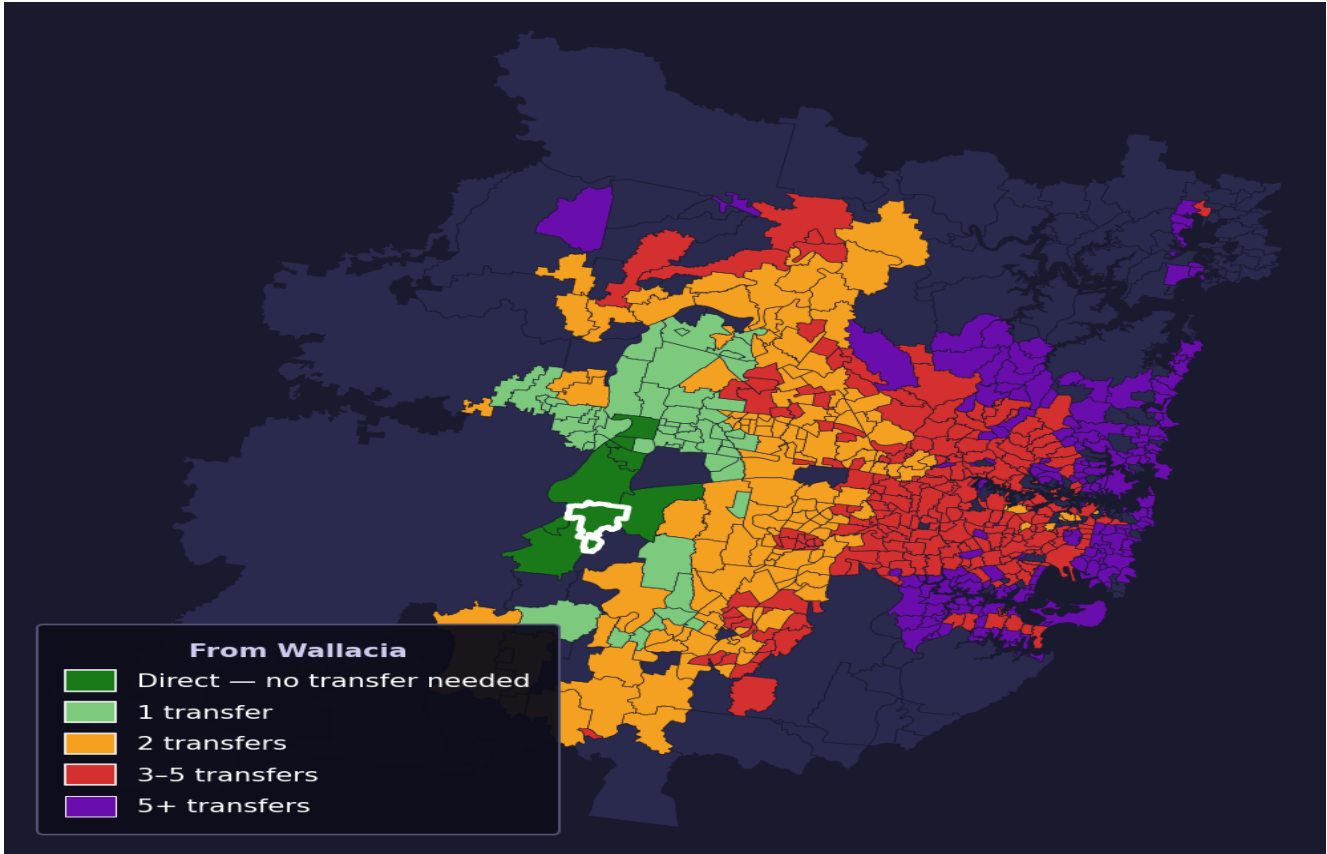 From Wallacia
Direct — no transfer needed
1 transfer
2 transfers
3–5 transfers
5+ transfers